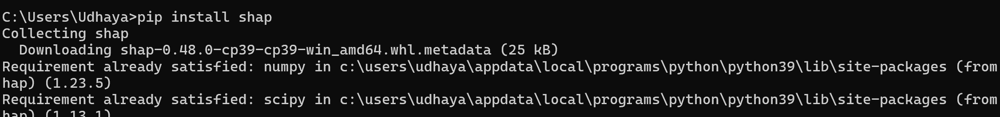 C:\Users\Udhaya>pip install shap
Collecting shap
  Downloading shap-0.48.0-cp39-cp39-win_amd64.whl.metadata (25 kB)
Requirement already satisfied: numpy in c:\users\udhaya\appdata\local\programs\python\python39\lib\site-packages (from
hap) (1.23.5)
Requirement already satisfied: scipy in c:\users\udhaya\appdata\local\programs\python\python39\lib\site-packages (from
hap) (1.13.1)